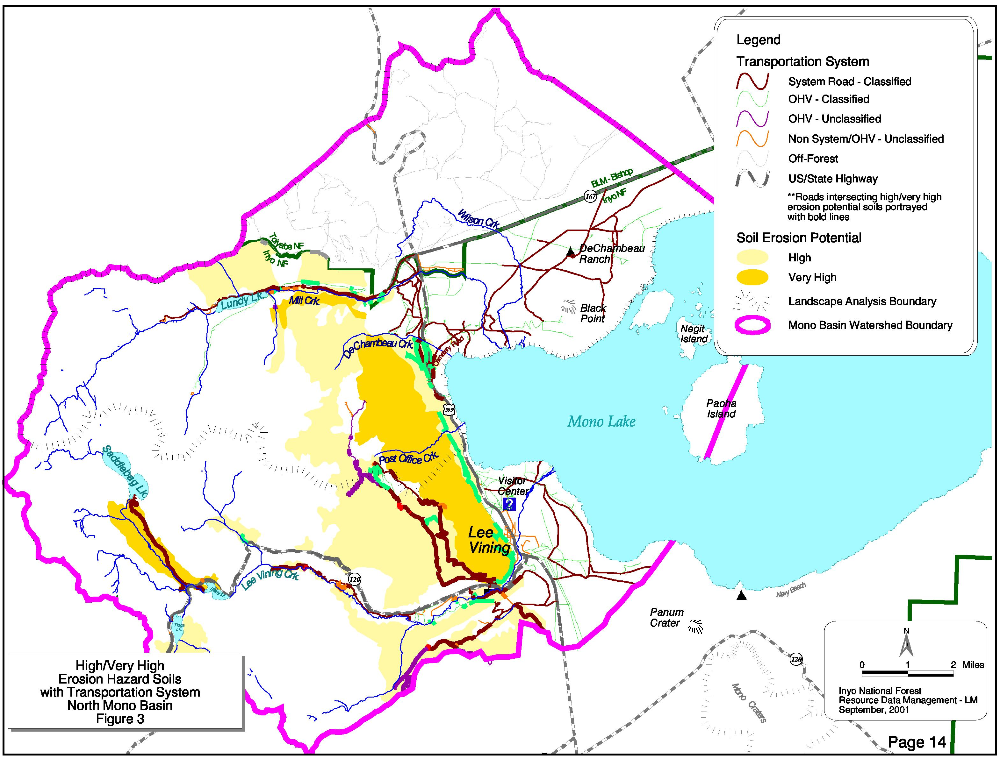 Legend
Transportation System
System Road - Classified
OHV - Classified
OHV - Unclassified
Non System/OHV - Unclassified
Off-Forest
US/State Highway
**Roads intersecting high/very high
erosion potential soils portrayed
with bold lines
Soil Erosion Potential
High
Very High
Landscape Analysis Boundary
Mono Basin Watershed Boundary
BLM - Bishop
167
Inyo NF
Wilson Crk.
Toiyabe NF
Inyo NF
DeChambeau
Ranch
Lundy Lk.
Mill Crk.
Black
Point
Negit
Island
DeChambeau Crk.
Cemetery Road
395
Paoha
Island
Mono Lake
Saddlebag Lk.
Post Office Crk.
Visitor
Center
?
Lee
Vining
Lee Vining Crk.
120
Ellery Lk.
Tioga
Lk.
Navy Beach
Panum
Crater
120
Mono Craters
N
0 1 2 Miles
Inyo National Forest
Resource Data Management - LM
September, 2001
High/Very High
Erosion Hazard Soils
with Transportation System
North Mono Basin
Figure 3
Page 14